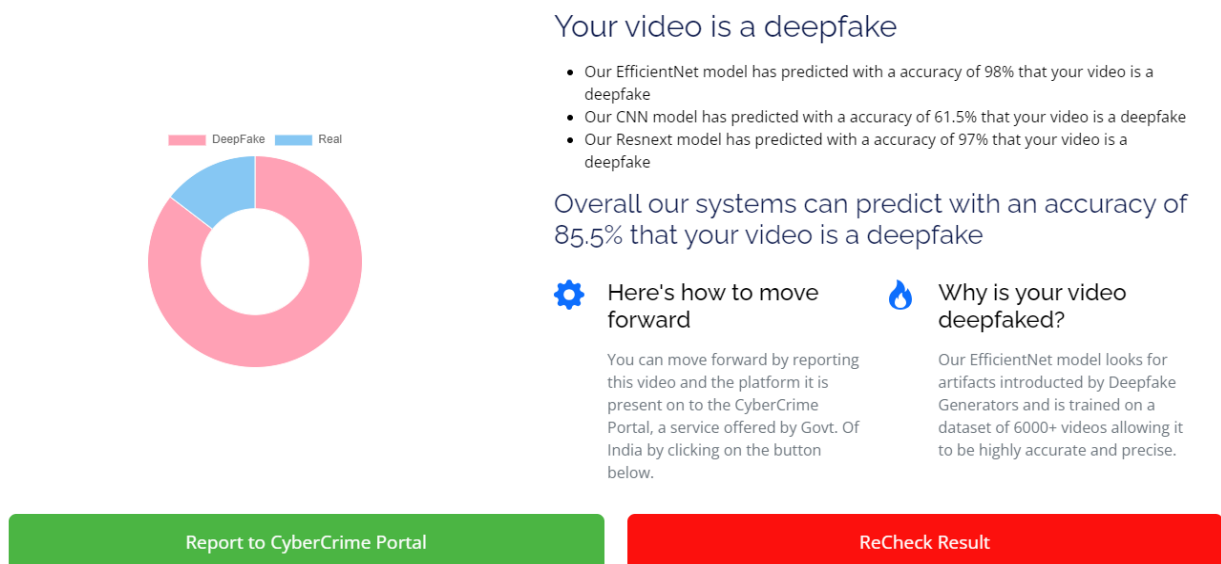 DeepFake
Real
Your video is a deepfake
Our EfficientNet model has predicted with a accuracy of 98% that your video is a
deepfake
Our CNN model has predicted with a accuracy of 61.5% that your video is a deepfake
Our Resnext model has predicted with a accuracy of 97% that your video is a
deepfake
Overall our systems can predict with an accuracy of
85.5% that your video is a deepfake
Here's how to move
forward
You can move forward by reporting
this video and the platform it is
present on to the CyberCrime
Portal, a service offered by Govt. Of
India by clicking on the button
below.
Why is your video
deepfaked?
Our EfficientNet model looks for
artifacts introducted by Deepfake
Generators and is trained on a
dataset of 6000+ videos allowing it
to be highly accurate and precise.
Report to CyberCrime Portal
ReCheck Result